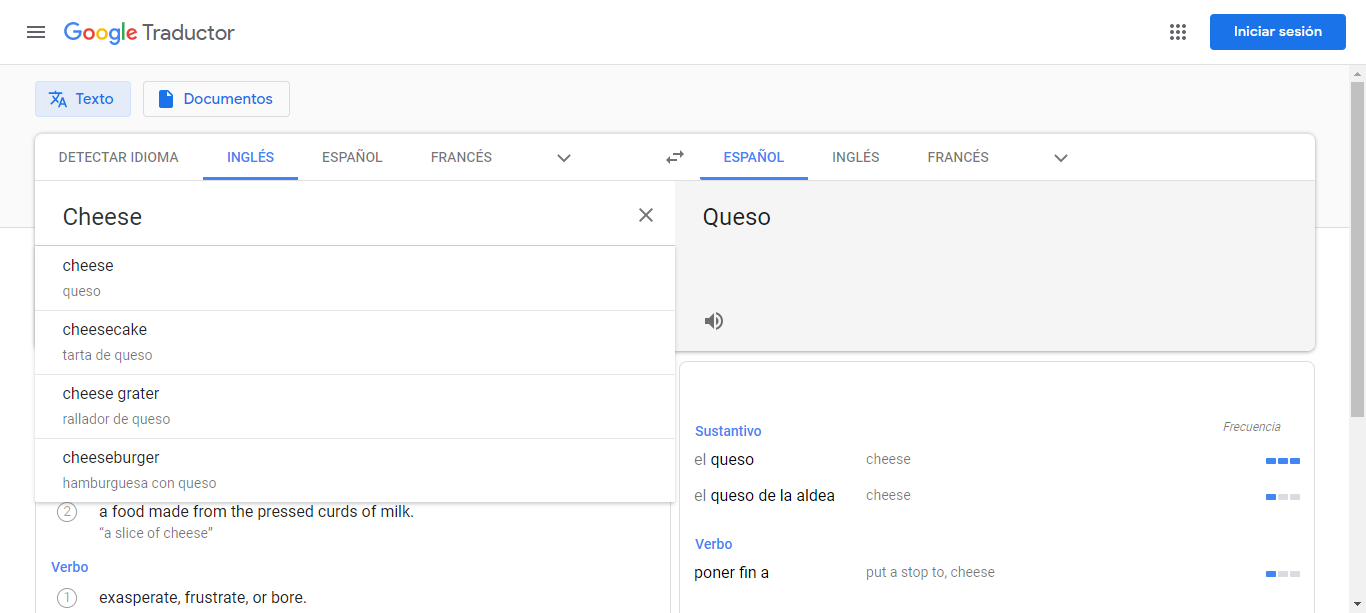 Google Traductor
Iniciar sesión
Texto
Documentos
DETECTAR IDIOMA INGLÉS ESPAÑOL FRANCÉS
ESPAÑOL INGLÉS FRANCÉS
Cheese
Queso
cheese
queso
cheesecake
tarta de queso
cheese grater
rallador de queso
cheeseburger
hamburguesa con queso
2 a food made from the pressed curds of milk.
“a slice of cheese”
Verbo
1 exasperate, frustrate, or bore.
Sustantivo Frecuencia
el queso cheese
el queso de la aldea cheese
Verbo
poner fin a put a stop to, cheese